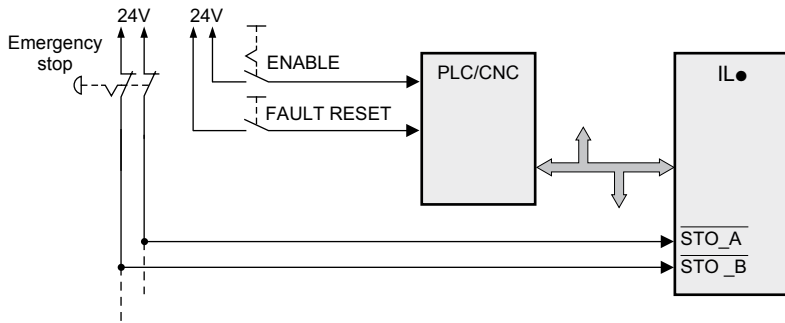 24V 24V
Emergency
stop
ENABLE
FAULT RESET
PLC/CNC
IL●
STO_A
STO _B